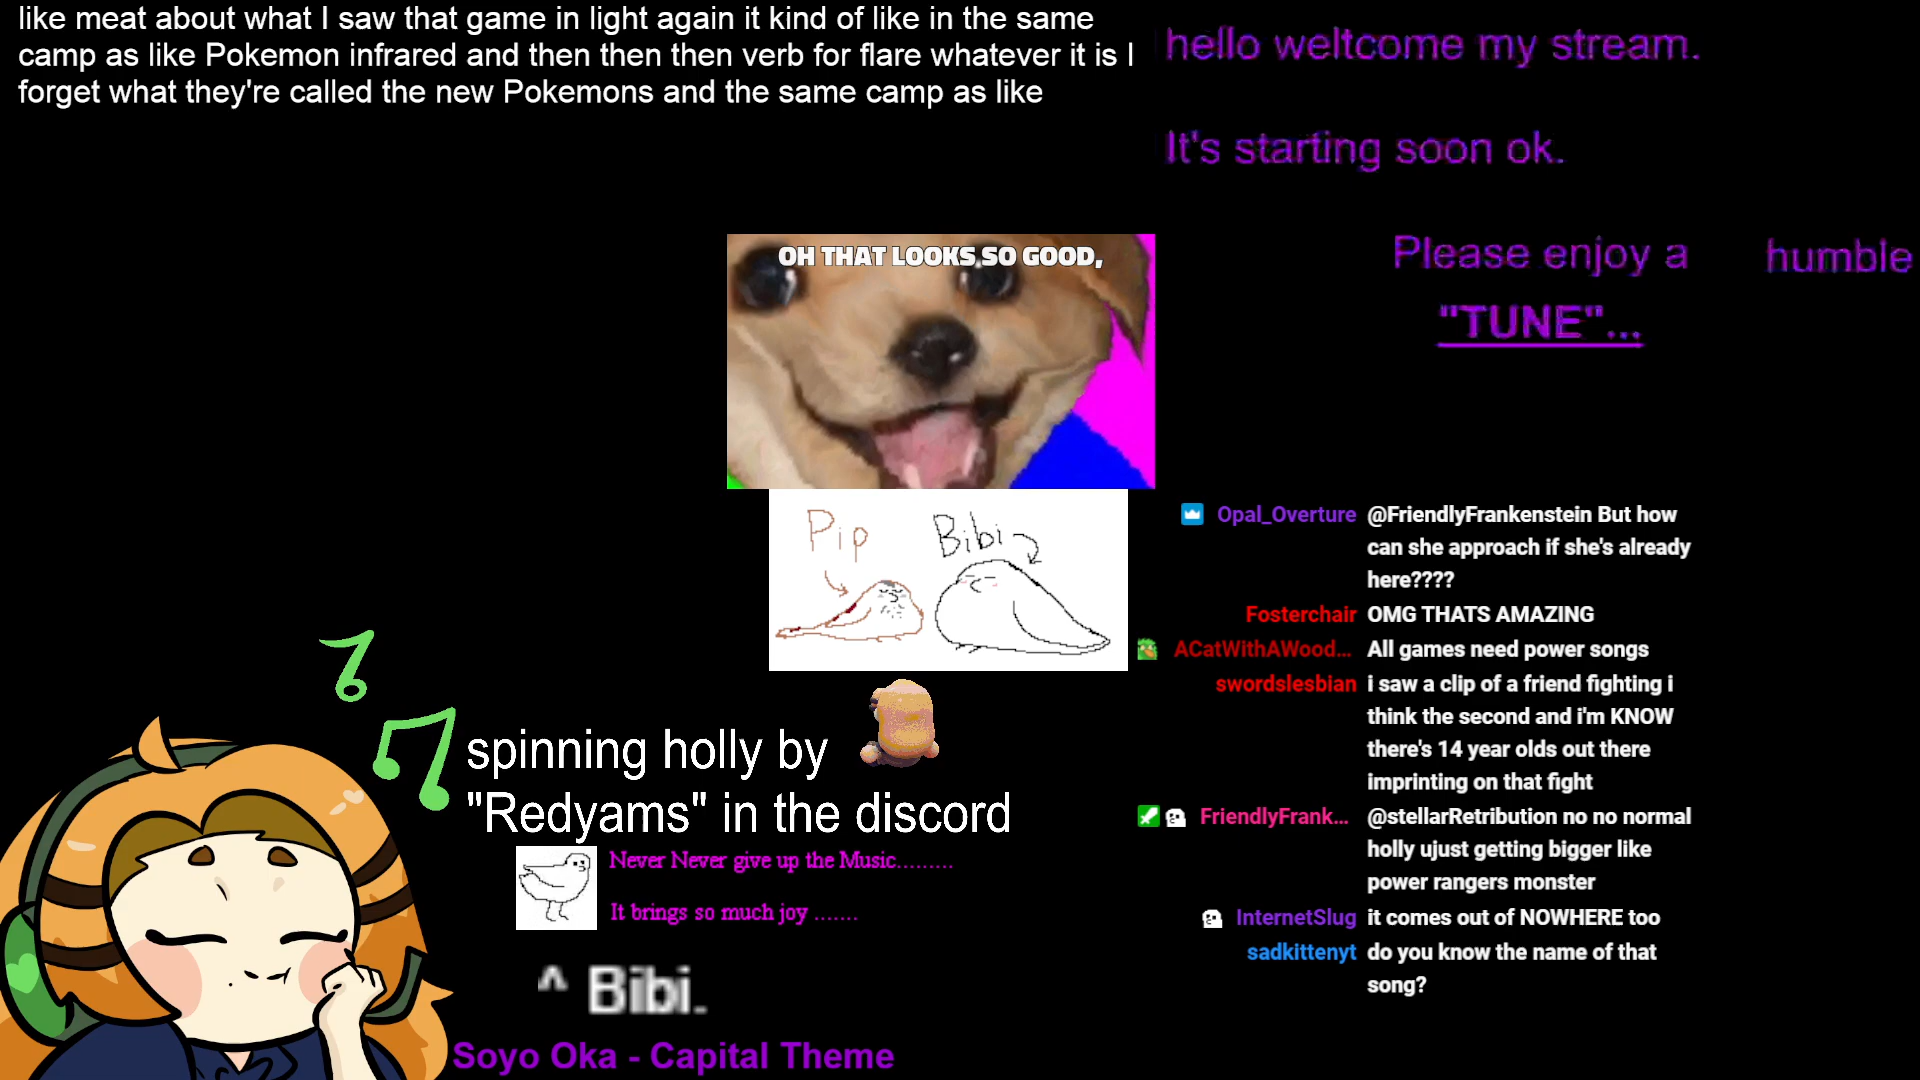 like meat about what I saw that game in light again it kind of like in the same
camp as like Pokemon infrared and then then then verb for flare whatever it is I
forget what they're called the new Pokemons and the same camp as like
hello weltcome my stream.
It's starting soon ok.
Please enjoy a humble
"TUNE"...
OH THAT LOOKS SO GOOD,
Pip
Bibi
Opal_Overture @FriendlyFrankenstein But how
can she approach if she's already
here????
Fosterchair OMG THATS AMAZING
ACatWithAWood... All games need power songs
swordslesbian i saw a clip of a friend fighting i
think the second and i'm KNOW
there's 14 year olds out there
imprinting on that fight
FriendlyFrank... @stellarRetribution no no normal
holly ujust getting bigger like
power rangers monster
InternetSlug it comes out of NOWHERE too
sadkittenyt do you know the name of that
song?
spinning holly by
"Redyams" in the discord
Never Never give up the Music.........
It brings so much joy .......
^ Bibi.
Soyo Oka - Capital Theme